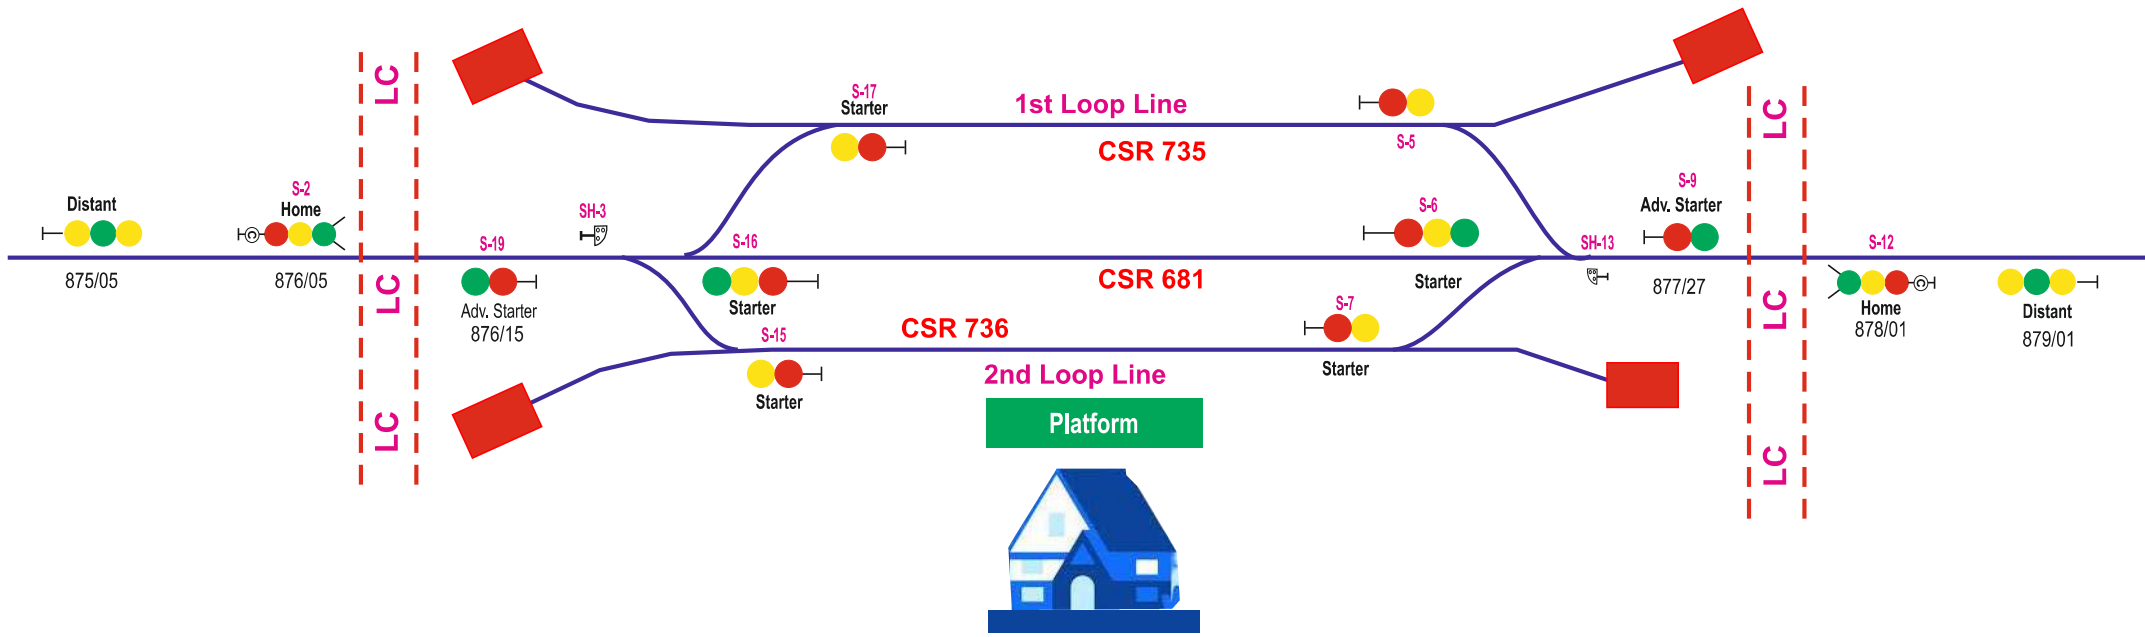 LC
S-17
Starter
1st Loop Line
S-5
CSR 735
LC
Distant
875/05
S-2
Home
876/05
LC
S-19
Adv. Starter
876/15
SH-3
S-16
Starter
CSR 681
S-6
Starter
SH-13
S-9
Adv. Starter
877/27
LC
S-12
Home
878/01
Distant
879/01
S-15
Starter
CSR 736
2nd Loop Line
S-7
Starter
LC
Platform
LC